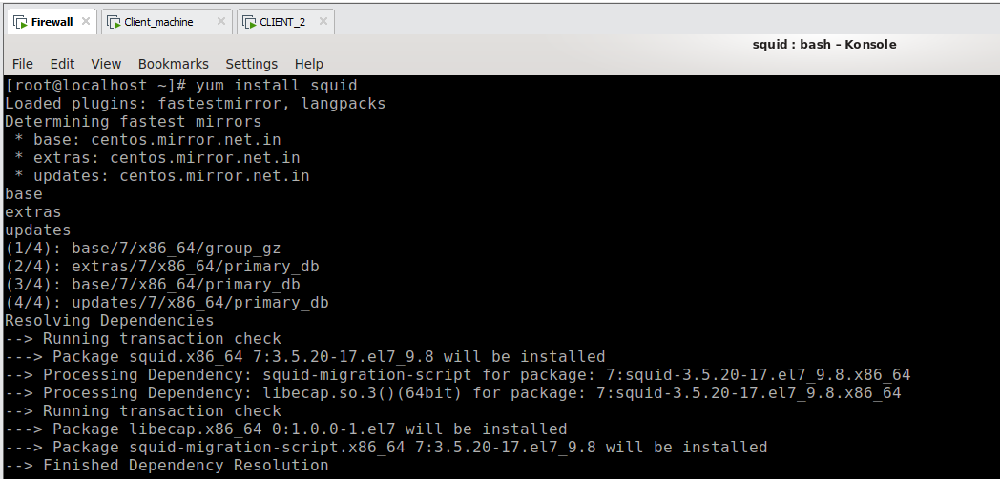 Firewall Client_machine CLIENT_2
squid : bash – Konsole
File Edit View Bookmarks Settings Help
[root@localhost ~]# yum install squid
Loaded plugins: fastestmirror, langpacks
Determining fastest mirrors
 * base: centos.mirror.net.in
 * extras: centos.mirror.net.in
 * updates: centos.mirror.net.in
base
extras
updates
(1/4): base/7/x86_64/group_gz
(2/4): extras/7/x86_64/primary_db
(3/4): base/7/x86_64/primary_db
(4/4): updates/7/x86_64/primary_db
Resolving Dependencies
--> Running transaction check
---> Package squid.x86_64 7:3.5.20-17.el7_9.8 will be installed
--> Processing Dependency: squid-migration-script for package: 7:squid-3.5.20-17.el7_9.8.x86_64
--> Processing Dependency: libecap.so.3()(64bit) for package: 7:squid-3.5.20-17.el7_9.8.x86_64
--> Running transaction check
---> Package libecap.x86_64 0:1.0.0-1.el7 will be installed
---> Package squid-migration-script.x86_64 7:3.5.20-17.el7_9.8 will be installed
--> Finished Dependency Resolution